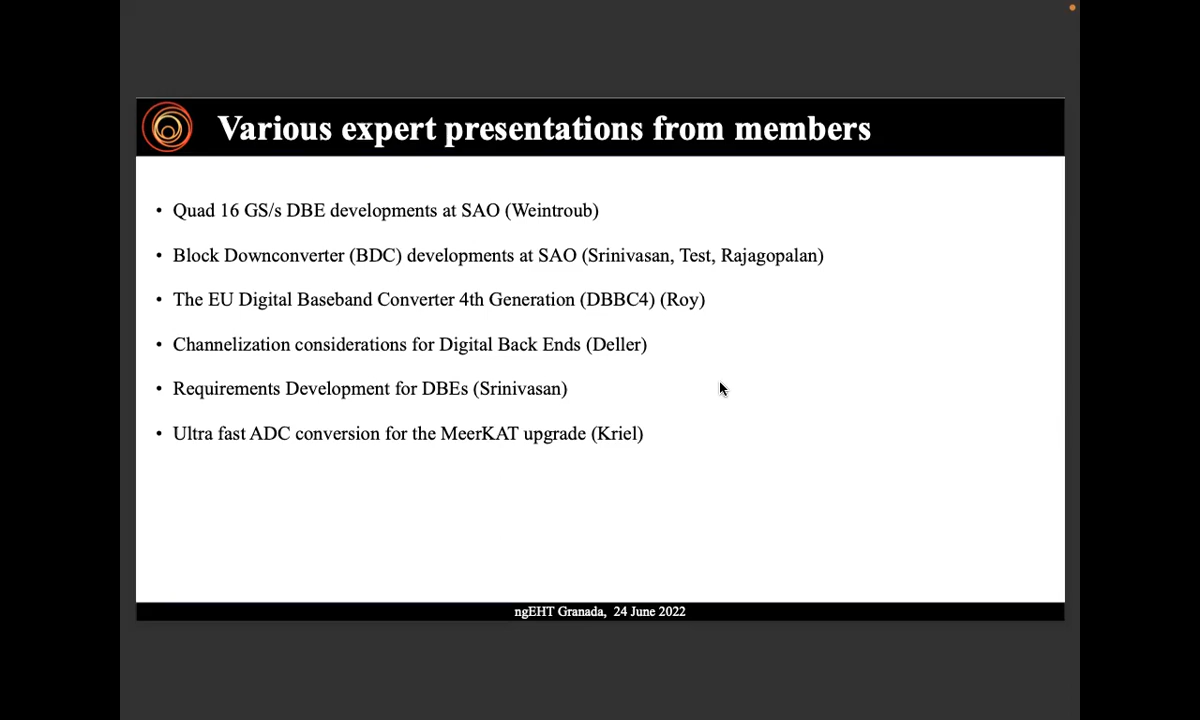 Various expert presentations from members
• Quad 16 GS/s DBE developments at SAO (Weintroub)
• Block Downconverter (BDC) developments at SAO (Srinivasan, Test, Rajagopalan)
• The EU Digital Baseband Converter 4th Generation (DBBC4) (Roy)
• Channelization considerations for Digital Back Ends (Deller)
• Requirements Development for DBEs (Srinivasan)
• Ultra fast ADC conversion for the MeerKAT upgrade (Kriel)
ngEHT Granada, 24 June 2022